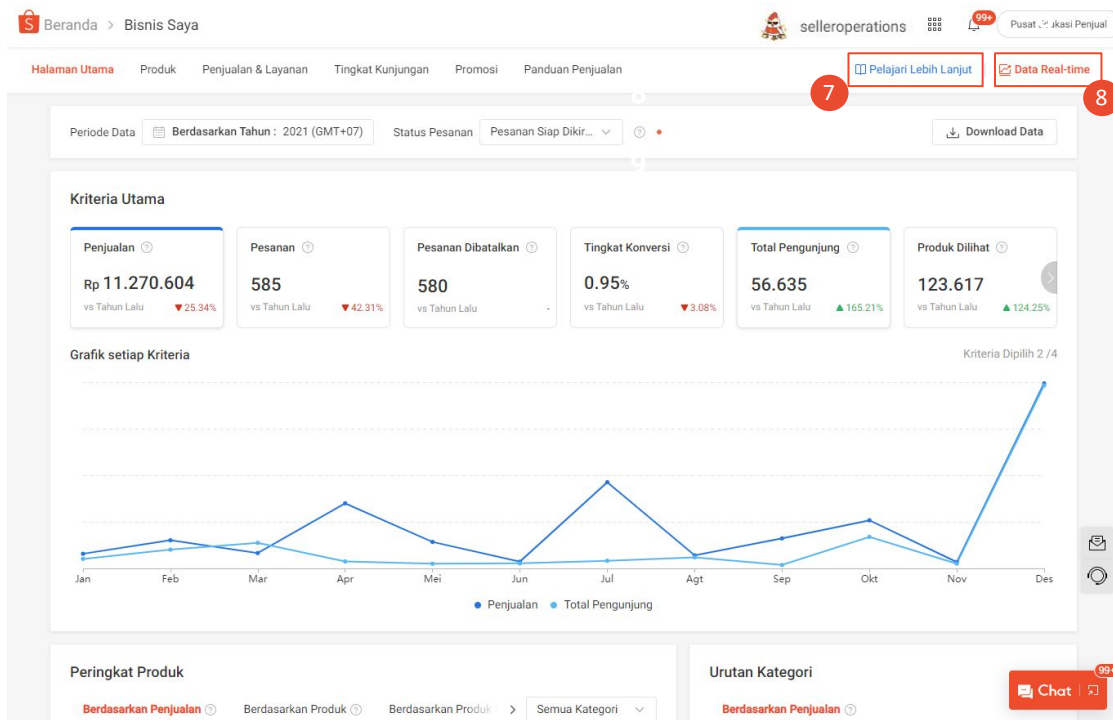 S Beranda > Bisnis Saya
selleroperations
99+
Halaman Utama Produk Penjualan & Layanan Tingkat Kunjungan Promosi Panduan Penjualan
Pelajari Lebih Lanjut
Data Real-time
7
8
Periode Data Berdasarkan Tahun : 2021 (GMT+07) Status Pesanan Pesanan Siap Dikir... Download Data
Kriteria Utama
Penjualan Pesanan Pesanan Dibatalkan Tingkat Konversi Total Pengunjung Produk Dilihat
Rp 11.270.604 585 580 0.95% 56.635 123.617
vs Tahun Lalu ▼25.34% vs Tahun Lalu ▼42.31% vs Tahun Lalu - vs Tahun Lalu ▼3.08% vs Tahun Lalu ▲165.21% vs Tahun Lalu ▲124.25%
Grafik setiap Kriteria Kriteria Dipilih 2 /4
Jan Feb Mar Apr Mei Jun Jul Agt Sep Okt Nov Des
Penjualan Total Pengunjung
Peringkat Produk Urutan Kategori
Berdasarkan Penjualan Berdasarkan Produk Berdasarkan Produk > Semua Kategori Berdasarkan Penjualan
Chat
99+